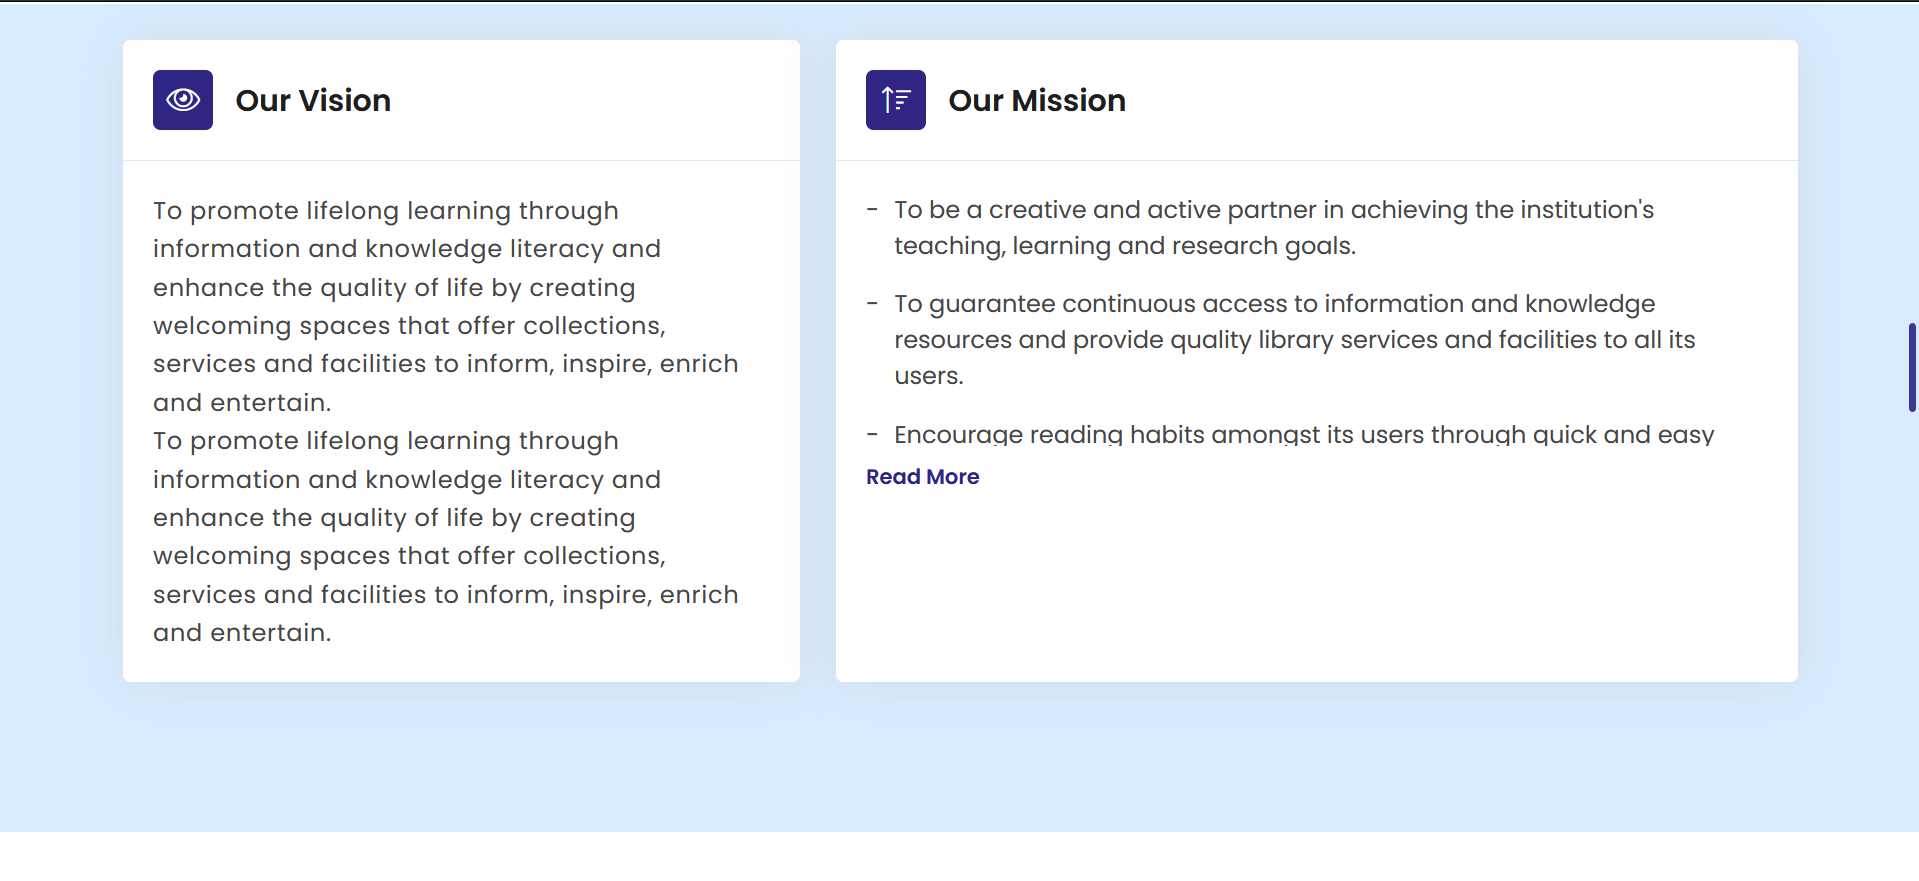 Our Vision
To promote lifelong learning through
information and knowledge literacy and
enhance the quality of life by creating
welcoming spaces that offer collections,
services and facilities to inform, inspire, enrich
and entertain.
To promote lifelong learning through
information and knowledge literacy and
enhance the quality of life by creating
welcoming spaces that offer collections,
services and facilities to inform, inspire, enrich
and entertain.
Our Mission
- To be a creative and active partner in achieving the institution's
teaching, learning and research goals.
- To guarantee continuous access to information and knowledge
resources and provide quality library services and facilities to all its
users.
- Encourage reading habits amongst its users through quick and easy
Read More